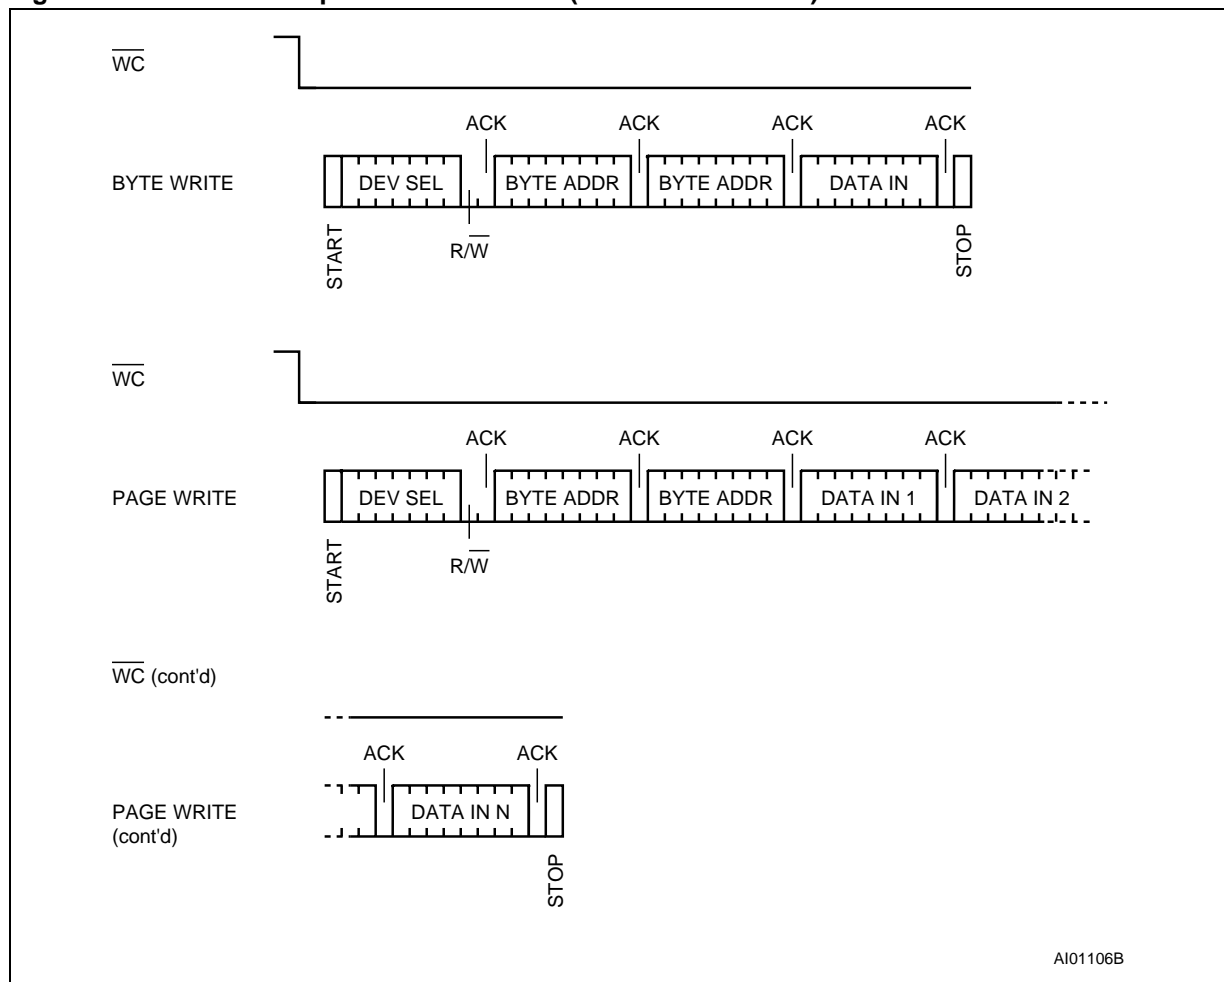 WC
ACK ACK ACK ACK
BYTE WRITE DEV SEL BYTE ADDR BYTE ADDR DATA IN
START R/W STOP
WC
ACK ACK ACK ACK
PAGE WRITE DEV SEL BYTE ADDR BYTE ADDR DATA IN 1 DATA IN 2
START R/W
WC (cont'd)
ACK ACK
PAGE WRITE DATA IN N
(cont'd)
STOP
AI01106B